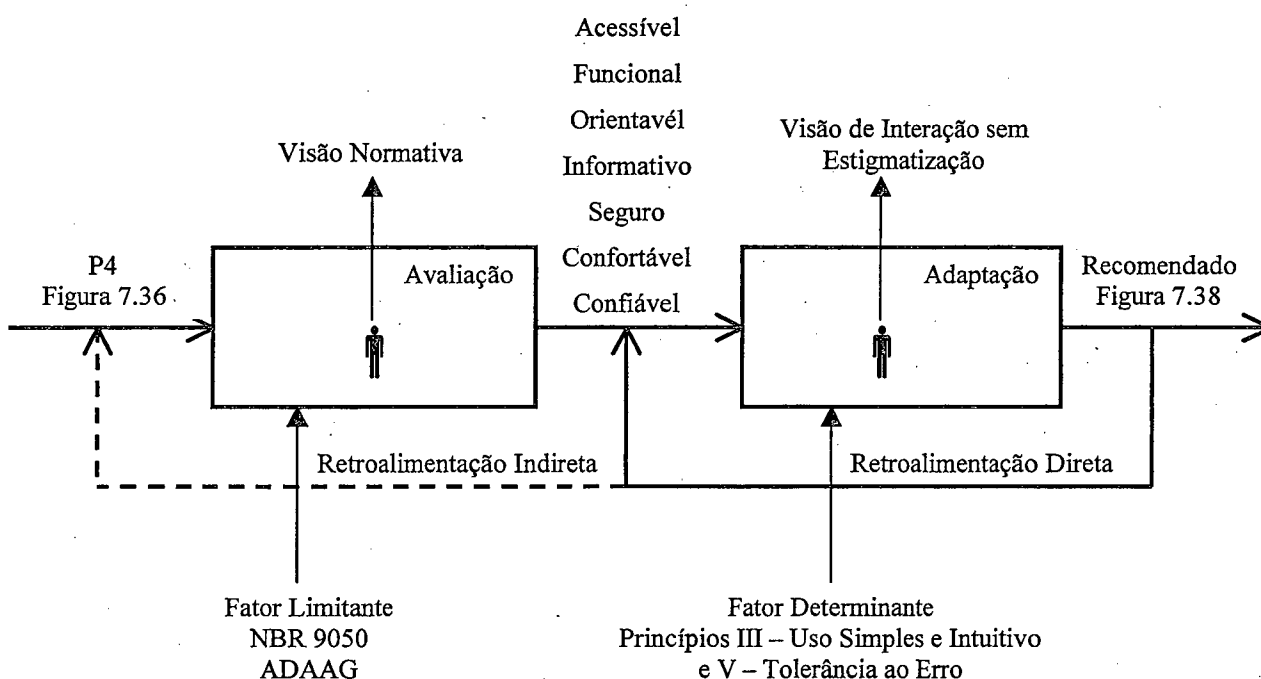 Acessível
Funcional
Orientavél
Informativo
Seguro
Confortável
Confiável
Visão Normativa
Visão de Interação sem
Estigmatização
P4
Figura 7.36
Avaliação
Adaptação
Recomendado
Figura 7.38
Retroalimentação Indireta
Retroalimentação Direta
Fator Limitante
NBR 9050
ADAAG
Fator Determinante
Princípios III – Uso Simples e Intuitivo
e V – Tolerância ao Erro